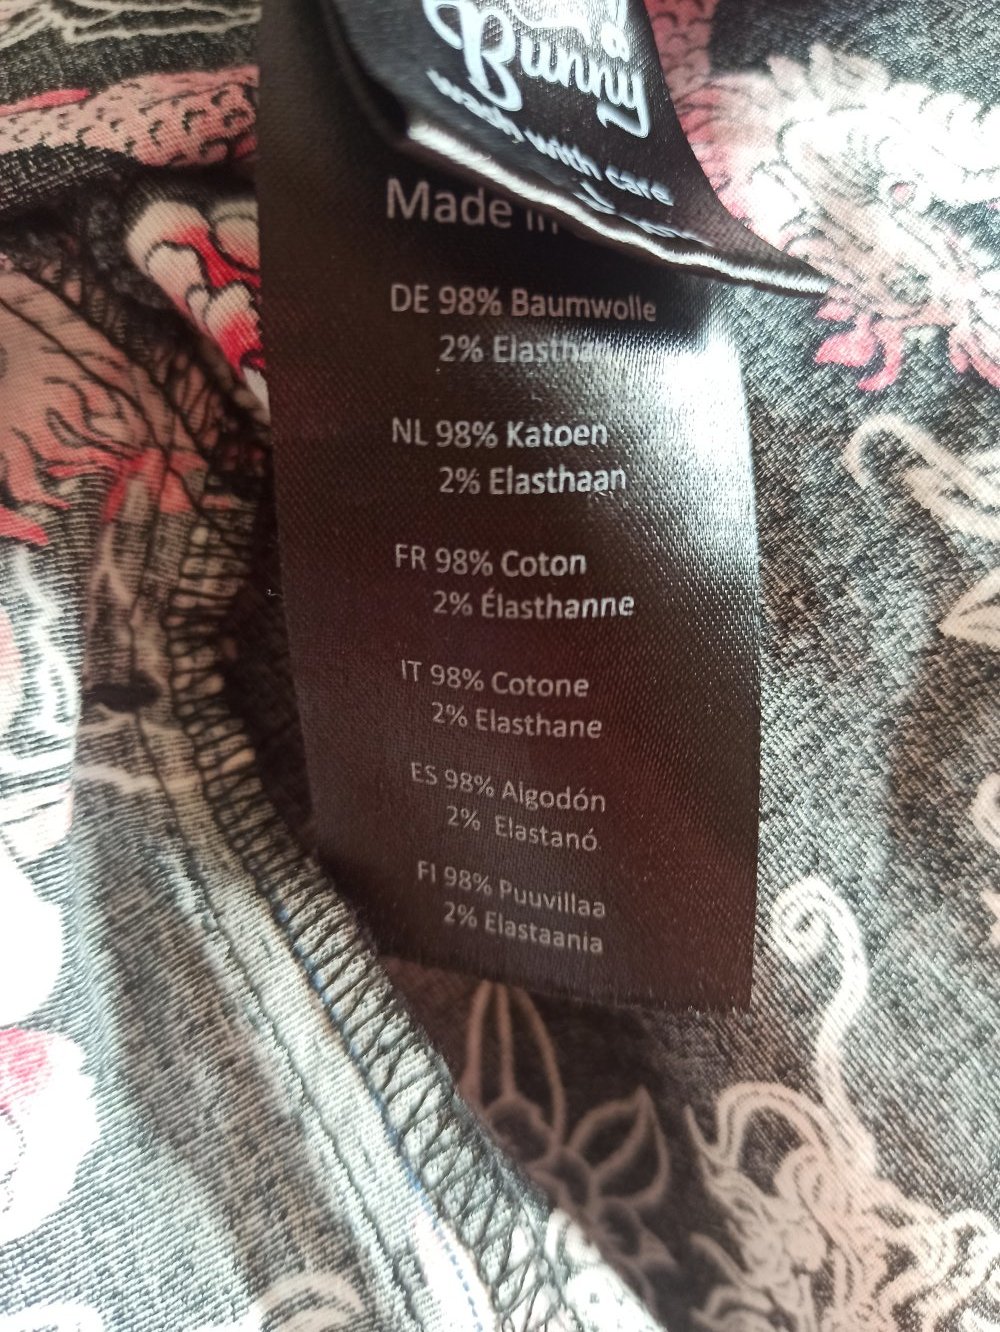 Bunny
wash with care
Made in
DE 98% Baumwolle
2% Elasthan
NL 98% Katoen
2% Elasthaan
FR 98% Coton
2% Élasthanne
IT 98% Cotone
2% Elasthane
ES 98% Algodón
2% Elastanó
FI 98% Puuvillaa
2% Elastaania